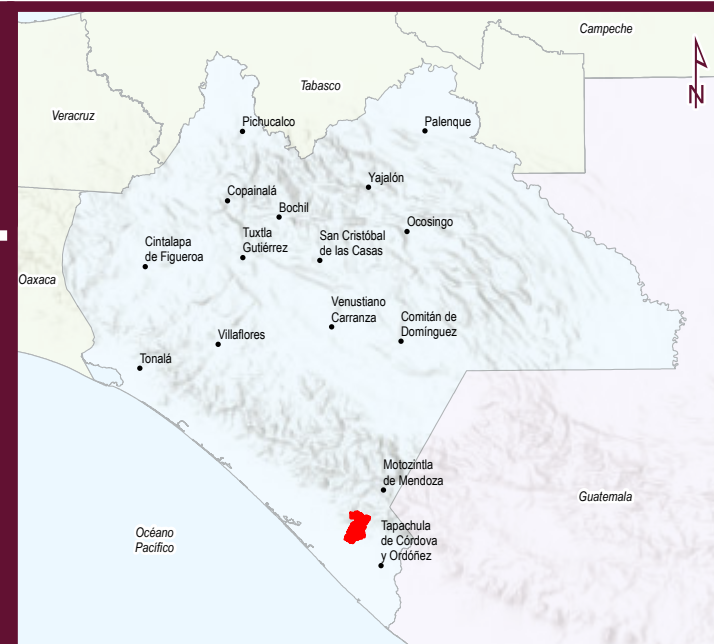 Campeche
Tabasco
N
Veracruz
Pichucalco
Palenque
Yajalón
Copainalá
Bochil
Ocosingo
Tuxtla
Gutiérrez
San Cristóbal
de las Casas
Cintalapa
de Figueroa
Oaxaca
Venustiano
Carranza
Comitán de
Domínguez
Villaflores
Tonalá
Motozintla
de Mendoza
Guatemala
Océano
Pacífico
Tapachula
de Córdova
y Ordóñez